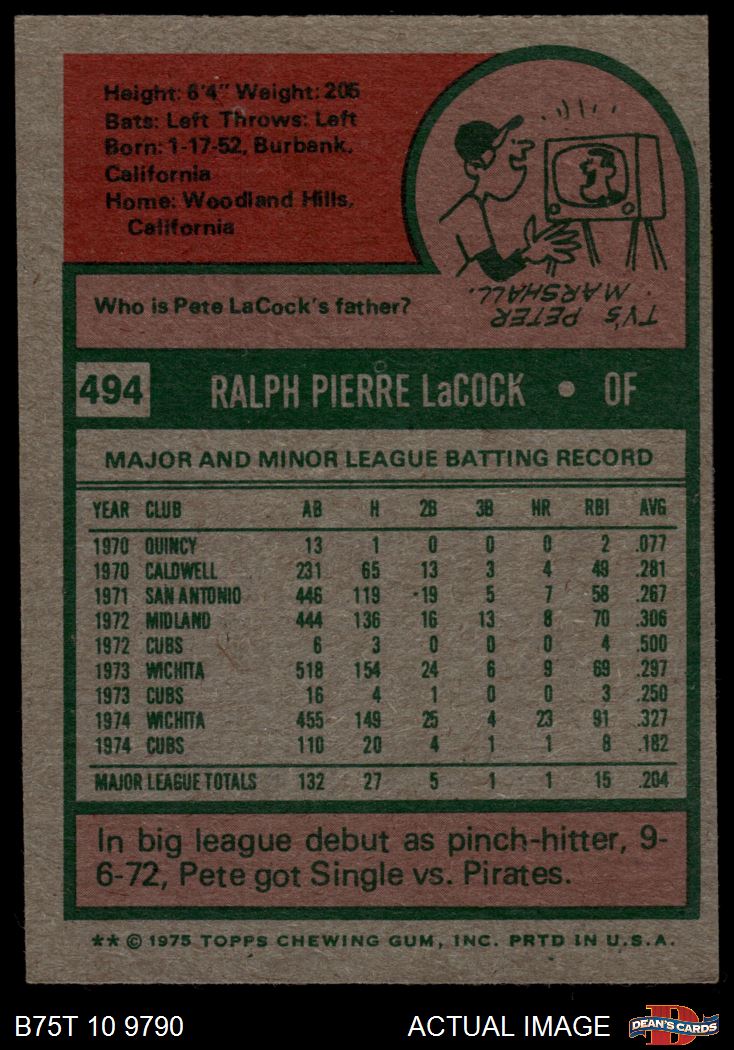 Height: 6'4" Weight: 205
Bats: Left Throws: Left
Born: 1-17-52, Burbank,
California
Home: Woodland Hills,
California
Who is Pete LaCock's father?
TV'S PETER
MARSHALL.
494 RALPH PIERRE LaCOCK • OF
MAJOR AND MINOR LEAGUE BATTING RECORD
YEAR CLUB AB H 2B 3B HR RBI AVG
1970 QUINCY 13 1 0 0 0 2 .077
1970 CALDWELL 231 65 13 3 4 49 .281
1971 SAN ANTONIO 446 119 19 5 7 58 .267
1972 MIDLAND 444 136 16 13 8 70 .306
1972 CUBS 6 3 0 0 0 4 .500
1973 WICHITA 518 154 24 6 9 69 .297
1973 CUBS 16 4 1 0 0 3 .250
1974 WICHITA 455 149 25 4 23 91 .327
1974 CUBS 110 20 4 1 1 8 .182
MAJOR LEAGUE TOTALS 132 27 5 1 1 15 .204
In big league debut as pinch-hitter, 9-
6-72, Pete got Single vs. Pirates.
** © 1975 TOPPS CHEWING GUM, INC. PRTD IN U.S.A.
B75T 10 9790 ACTUAL IMAGE
DEAN'S CARDS